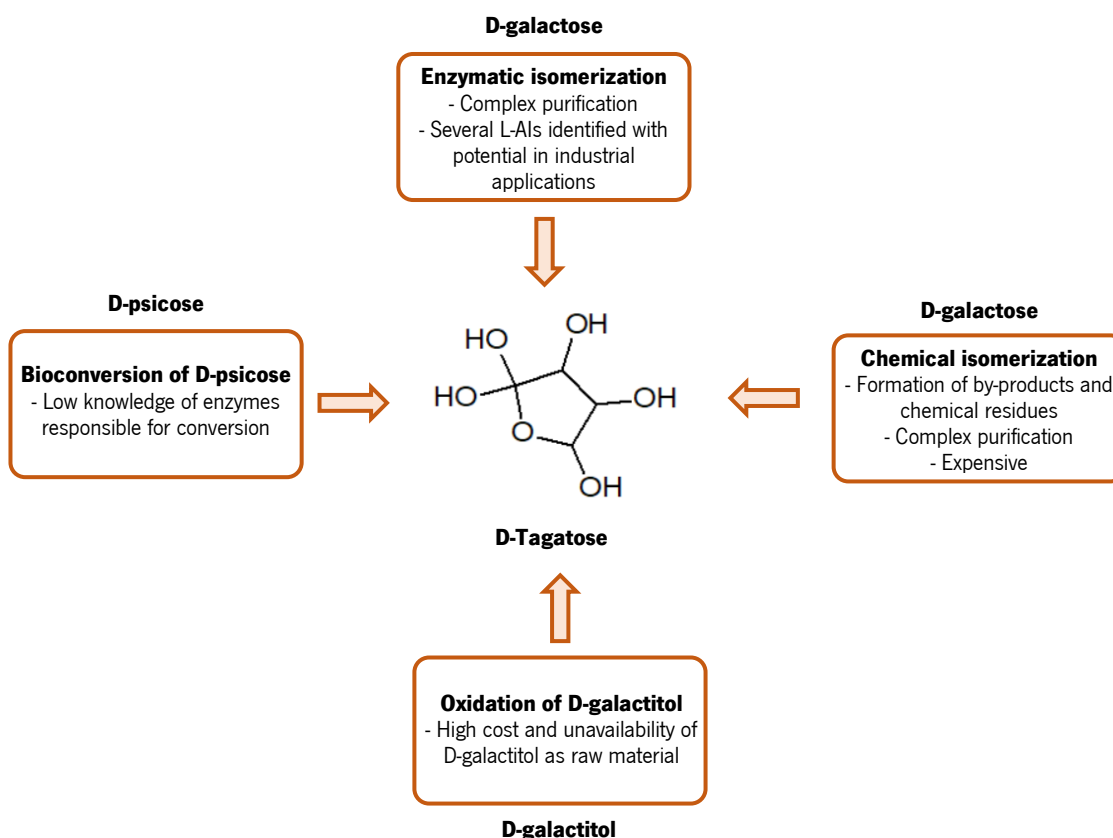 D-galactose
Enzymatic isomerization
- Complex purification
- Several L-AIs identified with
potential in industrial
applications
D-psicose
Bioconversion of D-psicose
- Low knowledge of enzymes
responsible for conversion
HO
OH
HO
OH
O
OH
D-galactose
Chemical isomerization
- Formation of by-products and
chemical residues
- Complex purification
- Expensive
D-Tagatose
Oxidation of D-galactitol
- High cost and unavailability of
D-galactitol as raw material
D-galactitol